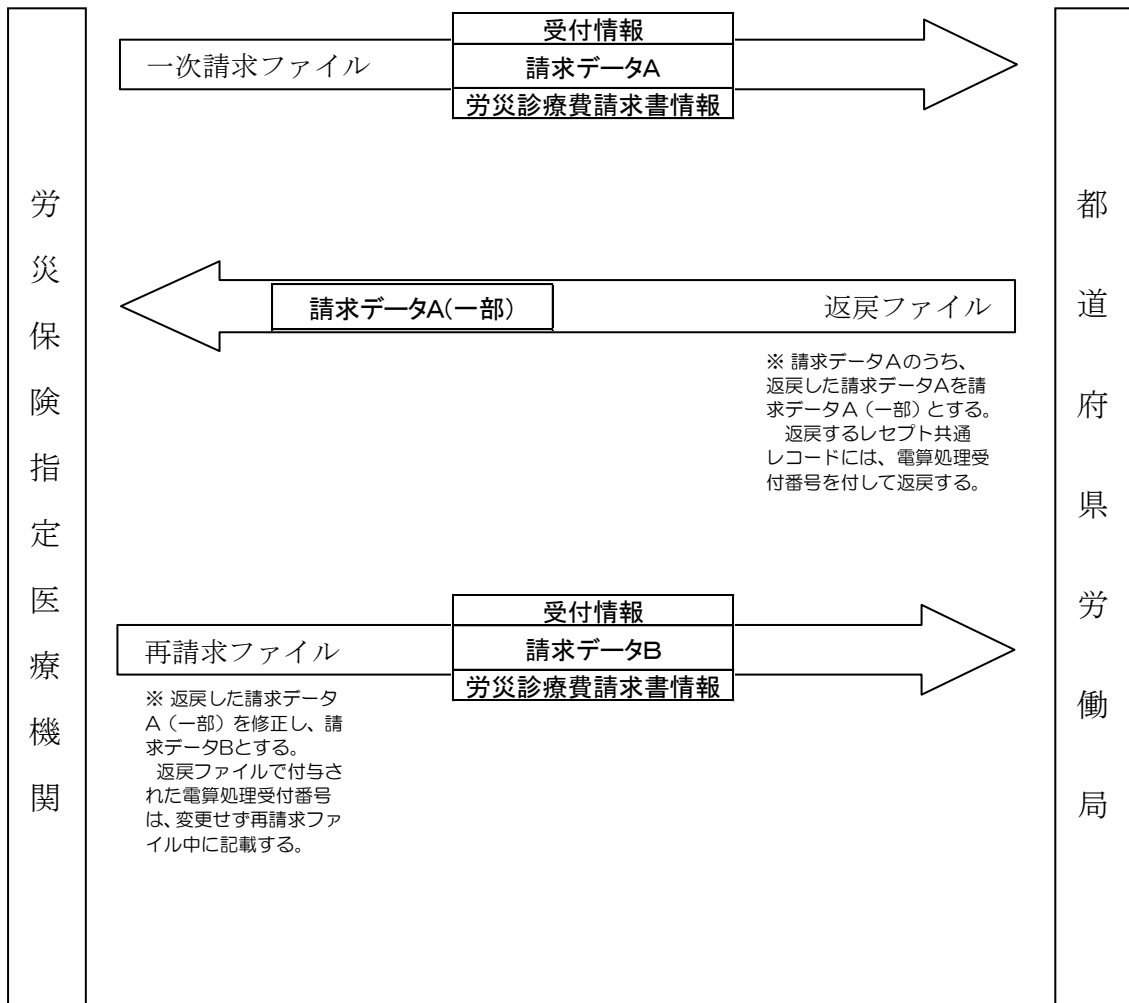 労災保険指定医療機関
一次請求ファイル
受付情報
請求データA
労災診療費請求書情報
請求データA(一部)
返戻ファイル
※ 請求データAのうち、
返戻した請求データAを請
求データA（一部）とする。
返戻するレセプト共通
レコードには、電算処理受
付番号を付して返戻する。
再請求ファイル
受付情報
請求データB
労災診療費請求書情報
※ 返戻した請求データ
A（一部）を修正し、請
求データBとする。
返戻ファイルで付与さ
れた電算処理受付番号
は、変更せず再請求ファ
イル中に記載する。
都道府県労働局